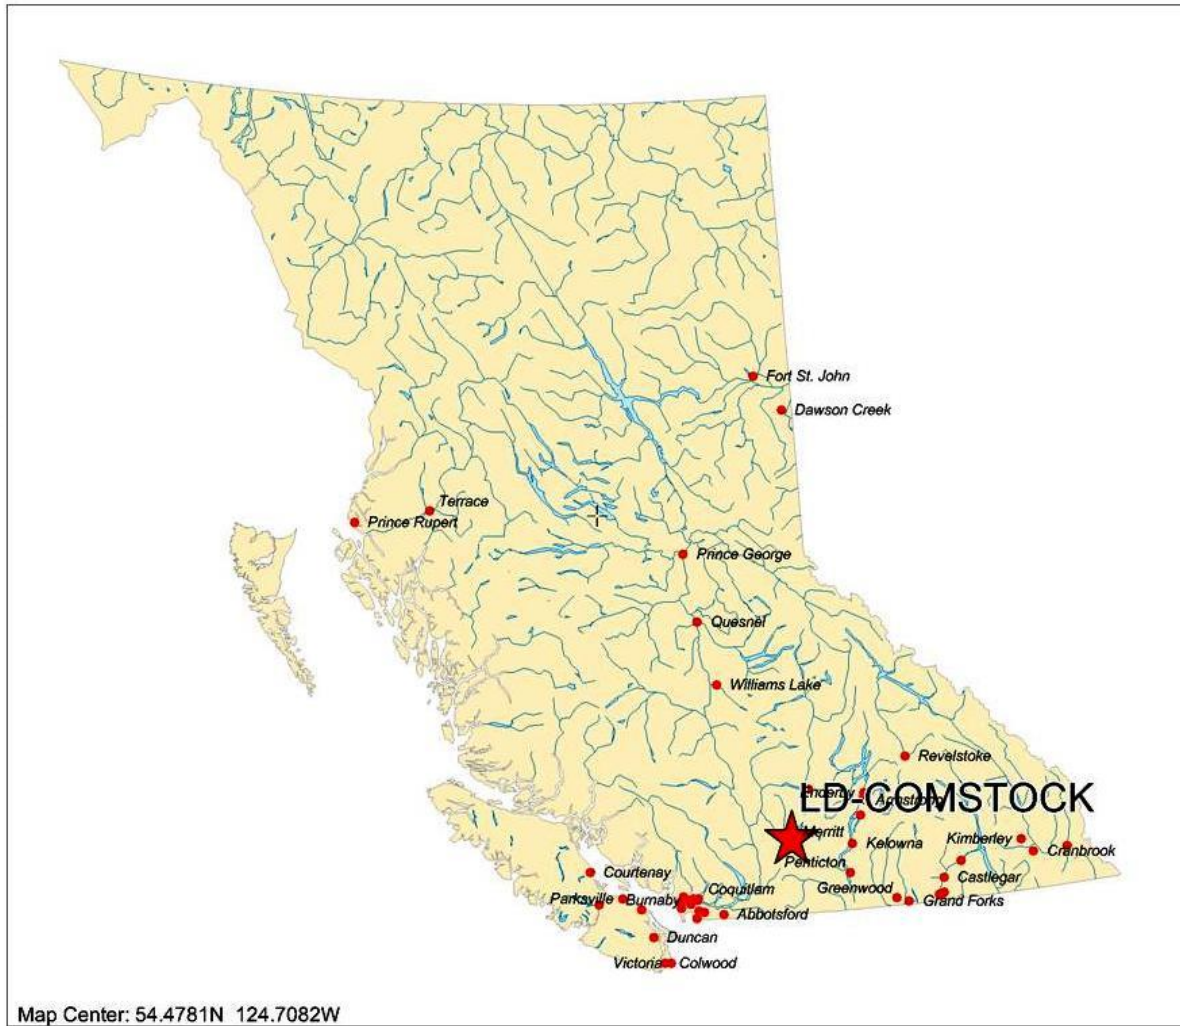 Fort St. John
Dawson Creek
Terrace
Prince Rupert
Prince George
Quesnel
Williams Lake
Revelstoke
Enderby
LD-COMSTOCK
Armstrong
Merritt
Kimberley
Kelowna
Cranbrook
Penticton
Courtenay
Castlegar
Greenwood
Coquitlam
Parksville
Burnaby
Grand Forks
Abbotsford
Duncan
Victoria
Colwood
Map Center: 54.4781N 124.7082W